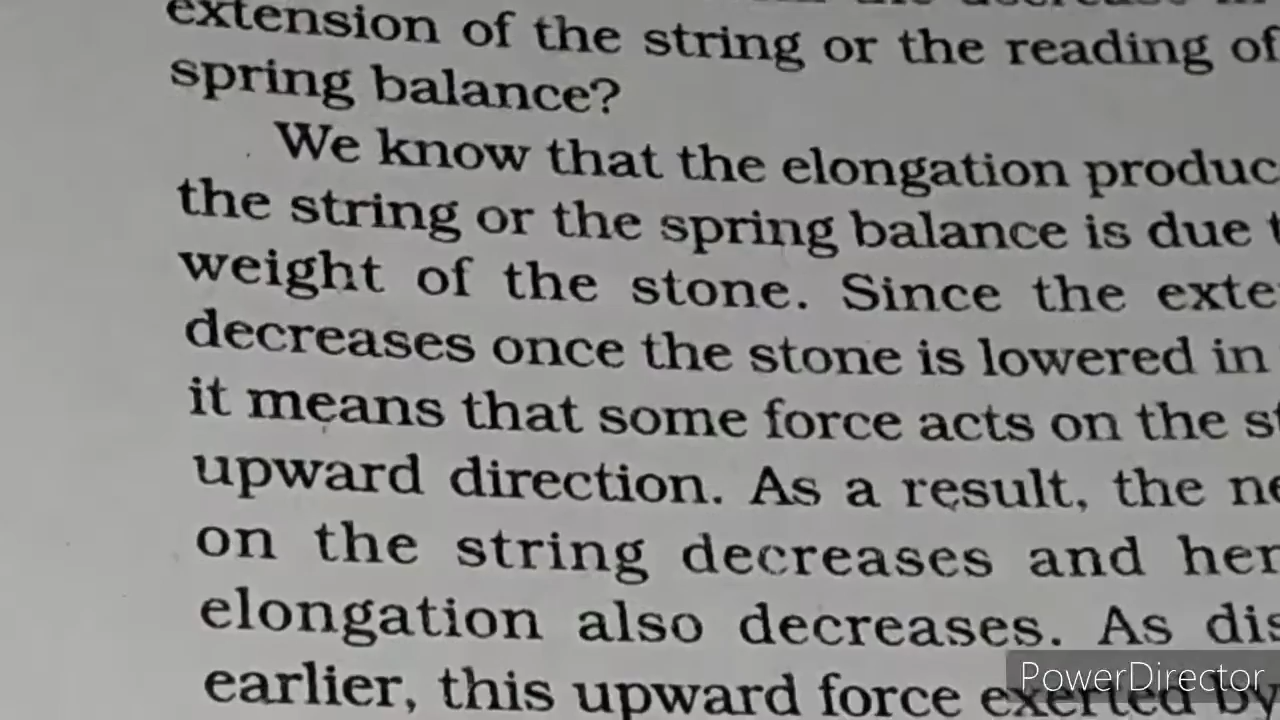 extension of the string or the reading of
spring balance?
We know that the elongation produc
the string or the spring balance is due t
weight of the stone. Since the exte
decreases once the stone is lowered in
it means that some force acts on the st
upward direction. As a result, the ne
on the string decreases and her
elongation also decreases. As dis
earlier, this upward force exerted by
PowerDirector